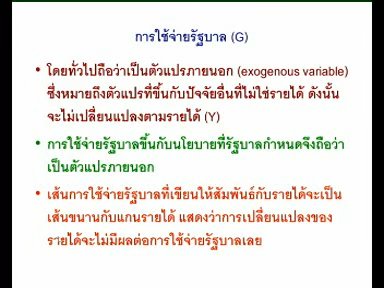 การใช้จ่ายรัฐบาล (G)
• โดยทั่วไปถือว่าเป็นตัวแปรภายนอก (exogenous variable)
ซึ่งหมายถึงตัวแปรที่ขึ้นกับปัจจัยอื่นที่ไม่ใช่รายได้ ดังนั้น
จะไม่เปลี่ยนแปลงตามรายได้ (Y)
• การใช้จ่ายรัฐบาลขึ้นกับนโยบายที่รัฐบาลกำหนดจึงถือว่า
เป็นตัวแปรภายนอก
• เส้นการใช้จ่ายรัฐบาลที่เขียนให้สัมพันธ์กับรายได้จะเป็น
เส้นขนานกับแกนรายได้ แสดงว่าการเปลี่ยนแปลงของ
รายได้จะไม่มีผลต่อการใช้จ่ายรัฐบาลเลย